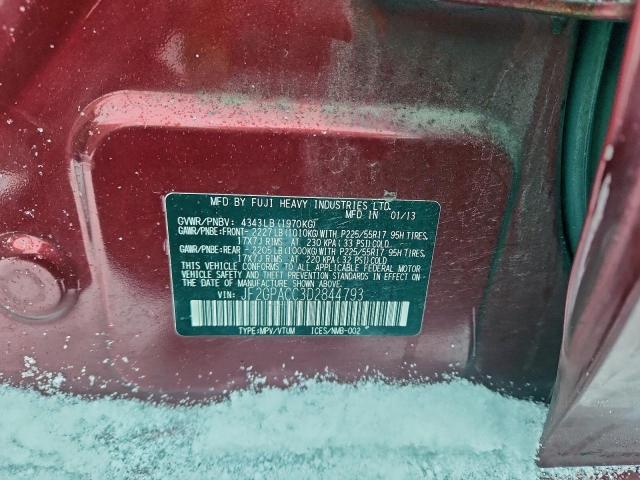 MFD BY FUJI HEAVY INDUSTRIES LTD.
MFD IN 01/13
GVWR/PNBV: 4343LB(1970KG)
GAWR/PNBE:FRONT- 2227LB(1010KG)WITH P225/55R17 95H TIRES,
17X7J RIMS, AT 230 KPA( 33 PSI)COLD
GAWR/PNBE:REAR - 2205LB(1000KG)WITH P225/55R17 95H TIRES,
17X7J RIMS, AT 220 KPA( 32 PSI)COLD
THIS VEHICLE CONFORMS TO ALL APPLICABLE FEDERAL MOTOR VEHICLE
SAFETY STANDARDS IN EFFECT ON THE DATE OF
MANUFACTURE SHOWN ABOVE.
VIN: JF2GPACC3D2844793
TYPE:MPV/VTUM ICES/NMB-002